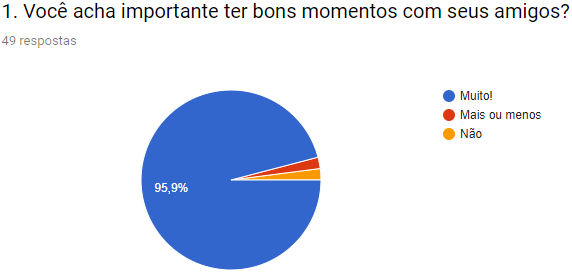 1. Você acha importante ter bons momentos com seus amigos?
49 respostas
Muito!
Mais ou menos
Não
95,9%